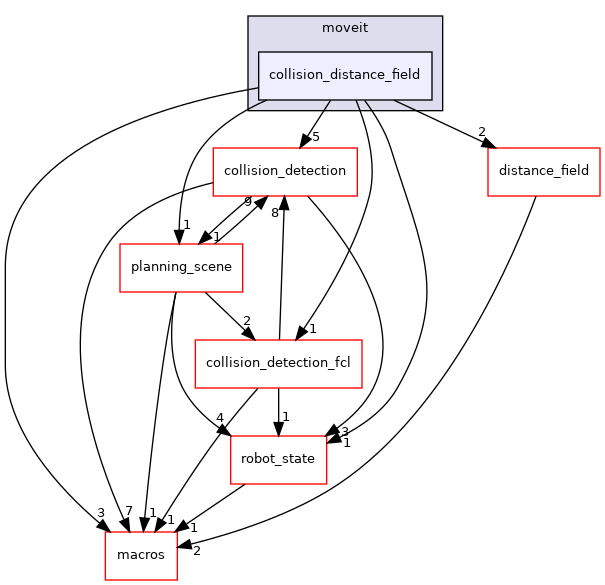 moveit
collision_distance_field
2
5
collision_detection
distance_field
9
8
1
1
planning_scene
2
1
collision_detection_fcl
4
1
3
1
robot_state
3
7
1
1
1
2
macros